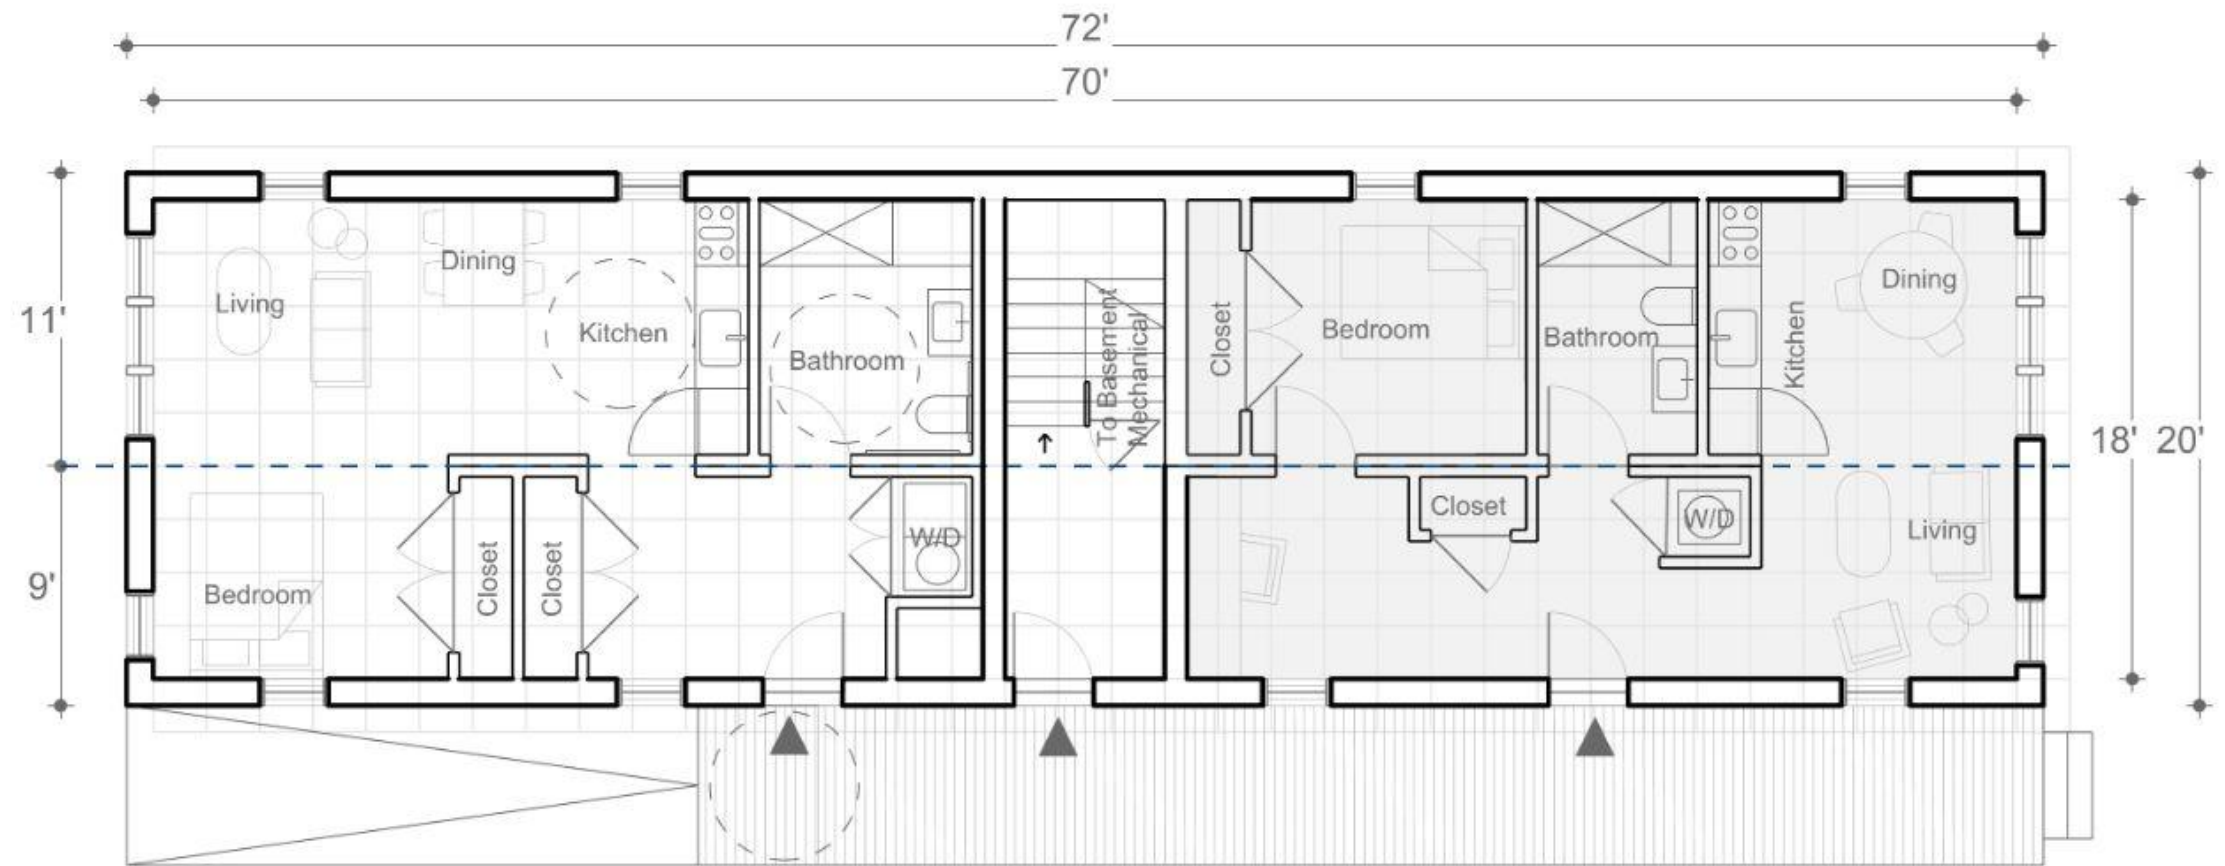 72'
70'
11'
9'
18'
20'
Living
Dining
Kitchen
Bathroom
To Basement
Mechanical
Closet
Bedroom
Bathroom
Kitchen
Dining
Bedroom
Closet
Closet
W/D
Closet
W/D
Living